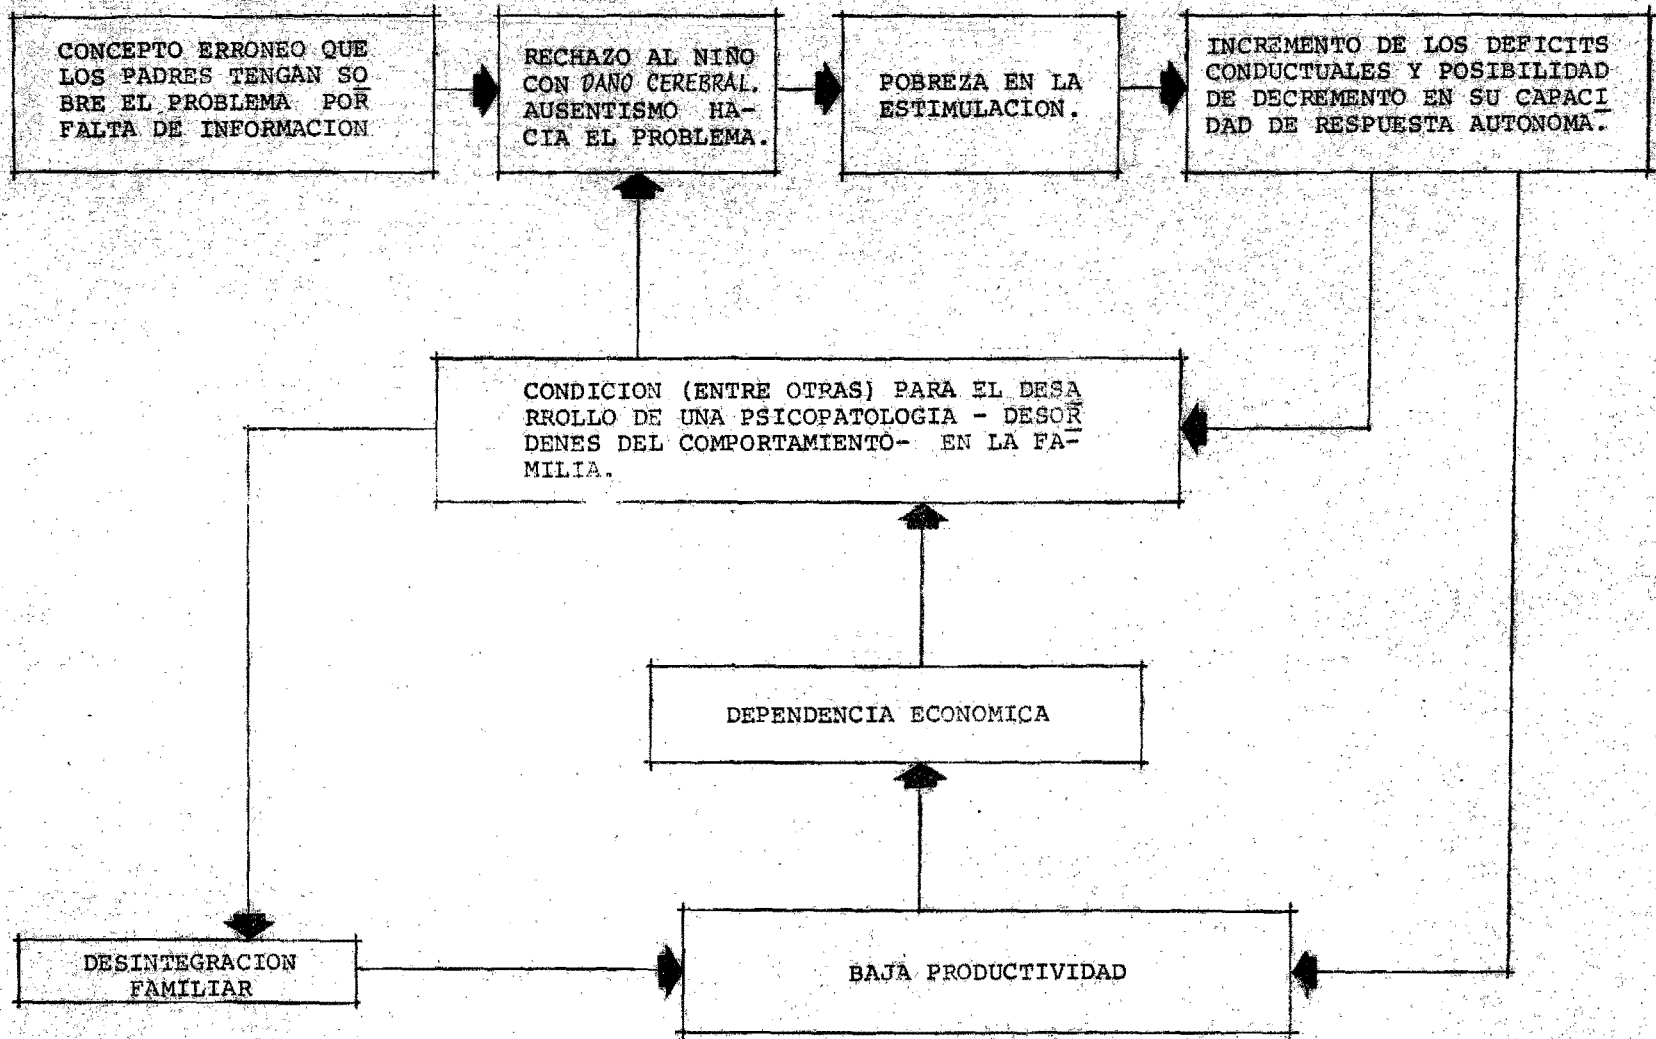 CONCEPTO ERRONEO QUE
LOS PADRES TENGAN SO
BRE EL PROBLEMA POR
FALTA DE INFORMACION
RECHAZO AL NIÑO
CON DAÑO CEREBRAL.
AUSENTISMO HA-
CIA EL PROBLEMA.
POBREZA EN LA
ESTIMULACION.
INCREMENTO DE LOS DEFICITS
CONDUCTUALES Y POSIBILIDAD
DE DECREMENTO EN SU CAPACI
DAD DE RESPUESTA AUTONOMA.
CONDICION (ENTRE OTRAS) PARA EL DESA
RROLLO DE UNA PSICOPATOLOGIA - DESOR
DENES DEL COMPORTAMIENTO- EN LA FA-
MILIA.
DEPENDENCIA ECONOMICA
DESINTEGRACION
FAMILIAR
BAJA PRODUCTIVIDAD